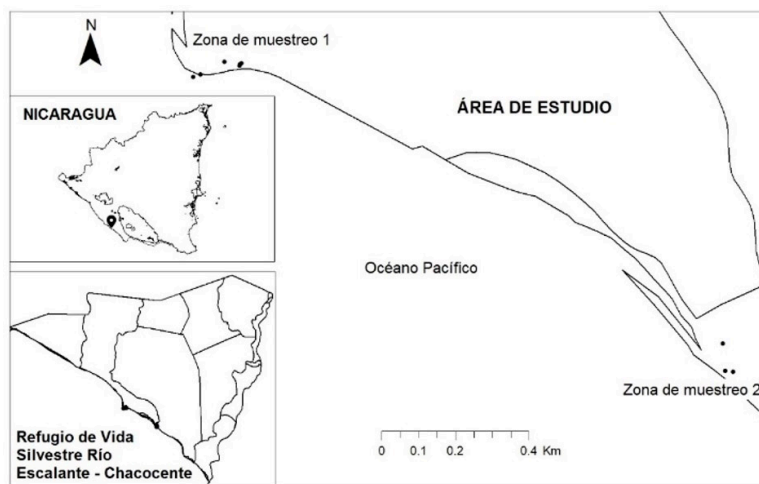 Zona de muestreo 1
N
NICARAGUA
ÁREA DE ESTUDIO
Océano Pacífico
Zona de muestreo 2
Refugio de Vida
Silvestre Río
Escalante - Chacocente
0 0.1 0.2 0.4 Km